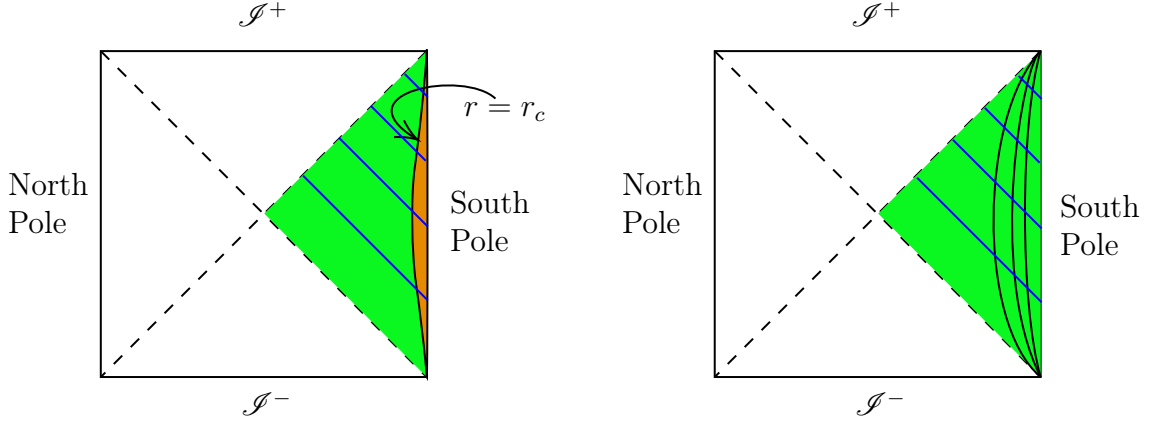 ℐ⁺
r = r_c
North
Pole
South
Pole
ℐ⁻
ℐ⁺
North
Pole
South
Pole
ℐ⁻